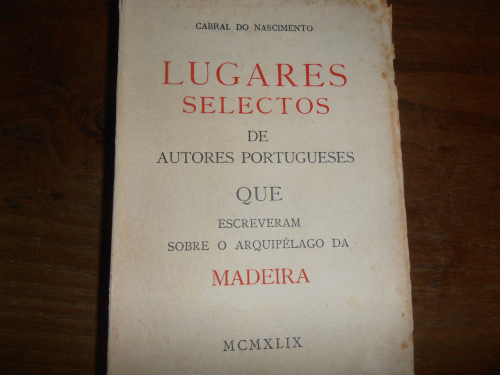 CABRAL DO NASCIMENTO
LUGARES
SELECTOS
DE
AUTORES PORTUGUESES
QUE
ESCREVERAM
SOBRE O ARQUIPÉLAGO DA
MADEIRA
MCMXLIX